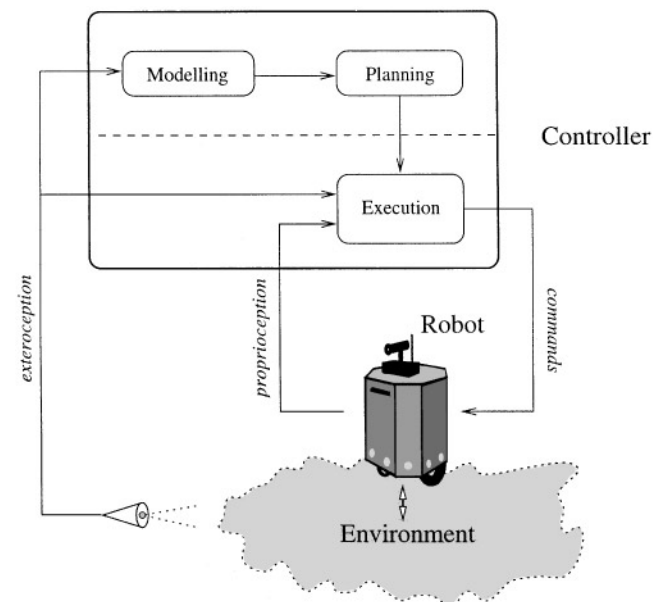 Modelling
Planning
Controller
Execution
exteroception
proprioception
commands
Robot
Environment